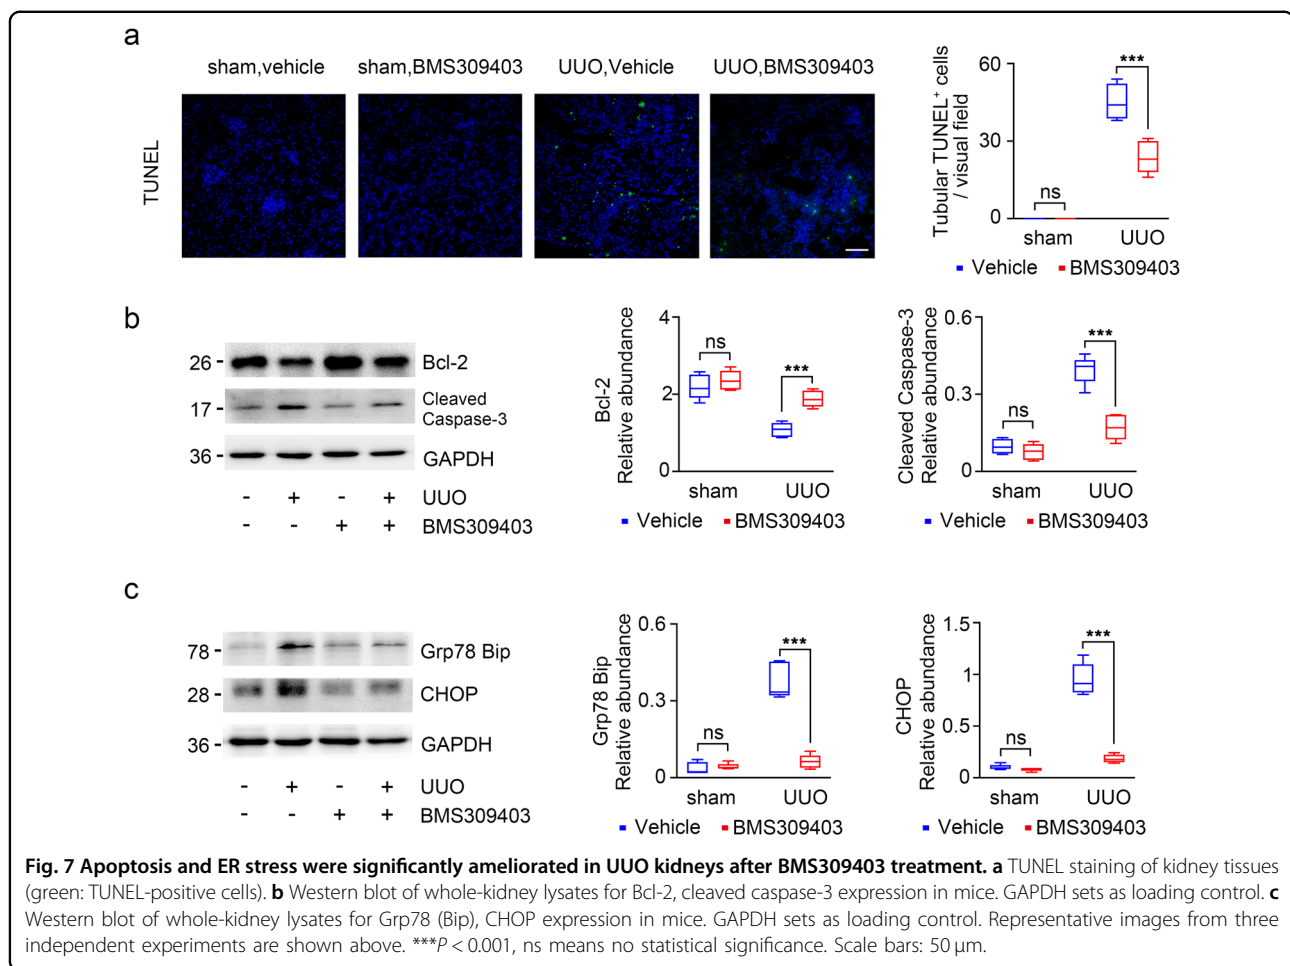 a
sham,vehicle sham,BMS309403 UUO,Vehicle UUO,BMS309403
TUNEL
Tubular TUNEL+ cells
/ visual field
60
30
0
***
ns
sham UUO
Vehicle BMS309403
b
26 - Bcl-2
17 - Cleaved
Caspase-3
36 - GAPDH
- + - + UUO
- - + + BMS309403
Bcl-2
Relative abundance
4
2
0
ns
***
sham UUO
Vehicle BMS309403
Cleaved Caspase-3
Relative abundance
0.6
0.3
0
ns
***
sham UUO
Vehicle BMS309403
c
78 - Grp78 Bip
28 - CHOP
36 - GAPDH
- + - + UUO
- - + + BMS309403
Grp78 Bip
Relative abundance
0.6
0.3
0
ns
***
sham UUO
Vehicle BMS309403
CHOP
Relative abundance
1.5
1
0.5
0
ns
***
sham UUO
Vehicle BMS309403
Fig. 7 Apoptosis and ER stress were significantly ameliorated in UUO kidneys after BMS309403 treatment. a TUNEL staining of kidney tissues
(green: TUNEL-positive cells). b Western blot of whole-kidney lysates for Bcl-2, cleaved caspase-3 expression in mice. GAPDH sets as loading control. c
Western blot of whole-kidney lysates for Grp78 (Bip), CHOP expression in mice. GAPDH sets as loading control. Representative images from three
independent experiments are shown above. ***P < 0.001, ns means no statistical significance. Scale bars: 50 μm.